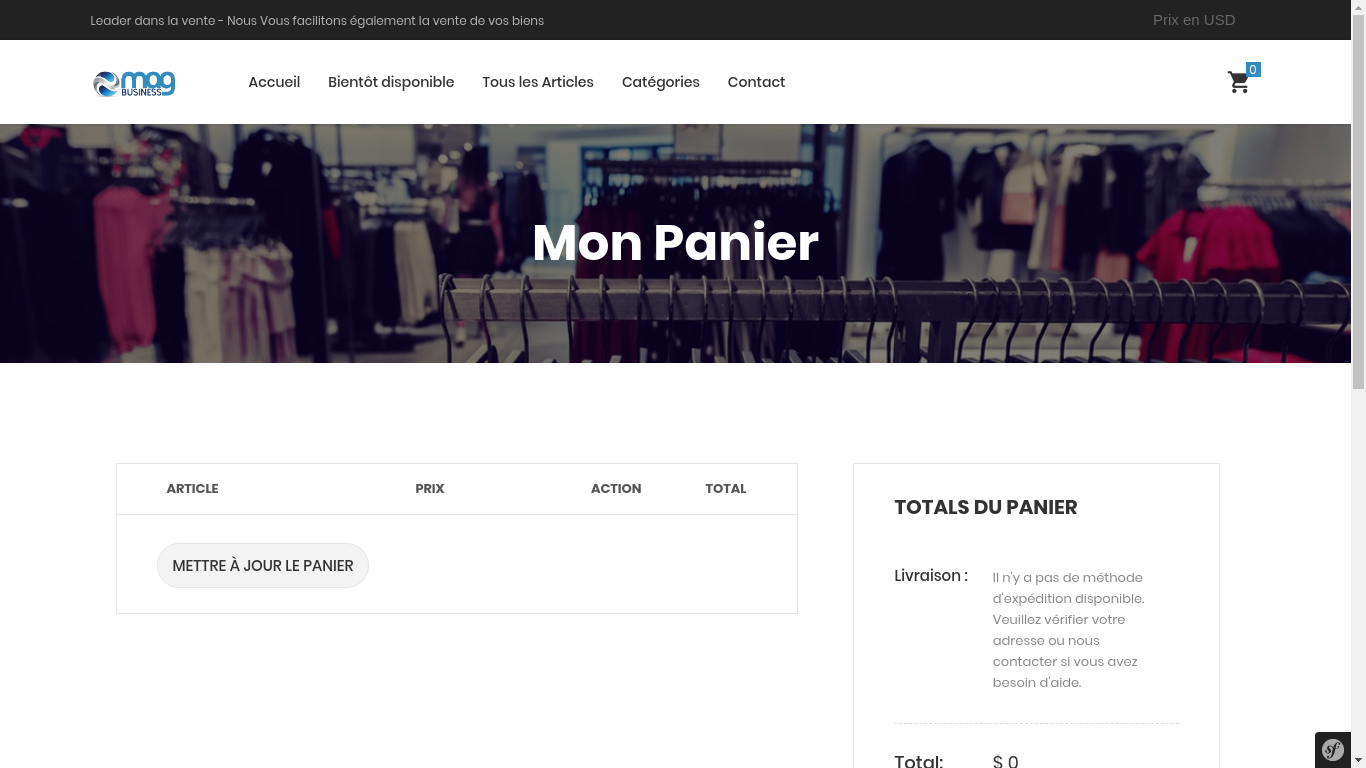 Leader dans la vente - Nous Vous facilitons également la vente de vos biens
Prix en USD
mag
BUSINESS
Accueil
Bientôt disponible
Tous les Articles
Catégories
Contact
0
Mon Panier
ARTICLE
PRIX
ACTION
TOTAL
METTRE À JOUR LE PANIER
TOTALS DU PANIER
Livraison :
Il n'y a pas de méthode
d'expédition disponible.
Veuillez vérifier votre
adresse ou nous
contacter si vous avez
besoin d'aide.
Total:
$ 0
sf